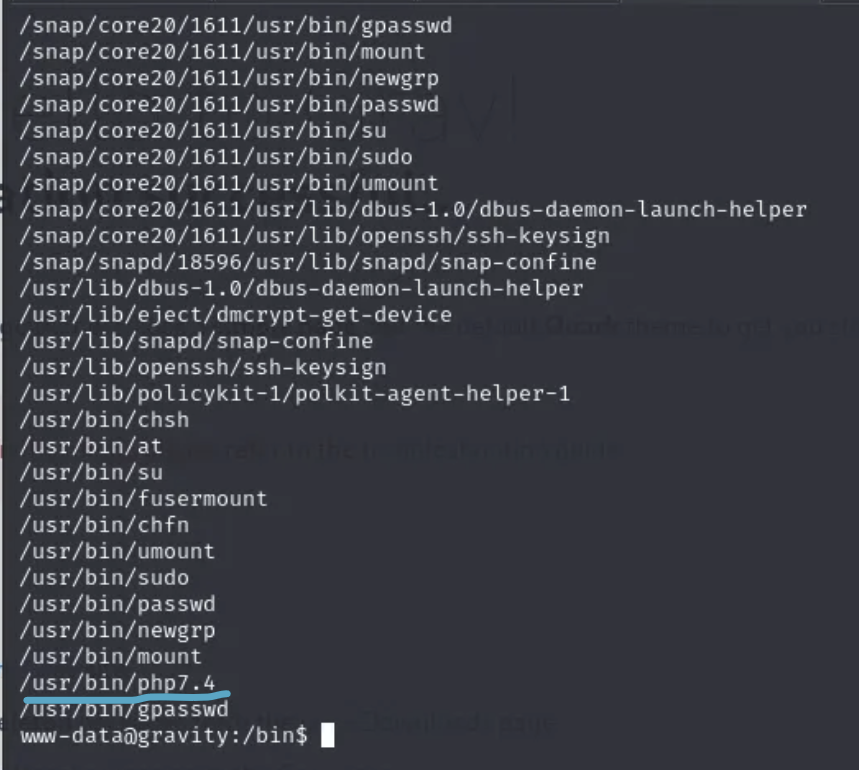 /snap/core20/1611/usr/bin/gpasswd
/snap/core20/1611/usr/bin/mount
/snap/core20/1611/usr/bin/newgrp
/snap/core20/1611/usr/bin/passwd
/snap/core20/1611/usr/bin/su
/snap/core20/1611/usr/bin/sudo
/snap/core20/1611/usr/bin/umount
/snap/core20/1611/usr/lib/dbus-1.0/dbus-daemon-launch-helper
/snap/core20/1611/usr/lib/openssh/ssh-keysign
/snap/snapd/18596/usr/lib/snapd/snap-confine
/usr/lib/dbus-1.0/dbus-daemon-launch-helper
/usr/lib/eject/dmcrypt-get-device
/usr/lib/snapd/snap-confine
/usr/lib/openssh/ssh-keysign
/usr/lib/policykit-1/polkit-agent-helper-1
/usr/bin/chsh
/usr/bin/at
/usr/bin/su
/usr/bin/fusermount
/usr/bin/chfn
/usr/bin/umount
/usr/bin/sudo
/usr/bin/passwd
/usr/bin/newgrp
/usr/bin/mount
/usr/bin/php7.4
/usr/bin/gpasswd
www-data@gravity:/bin$